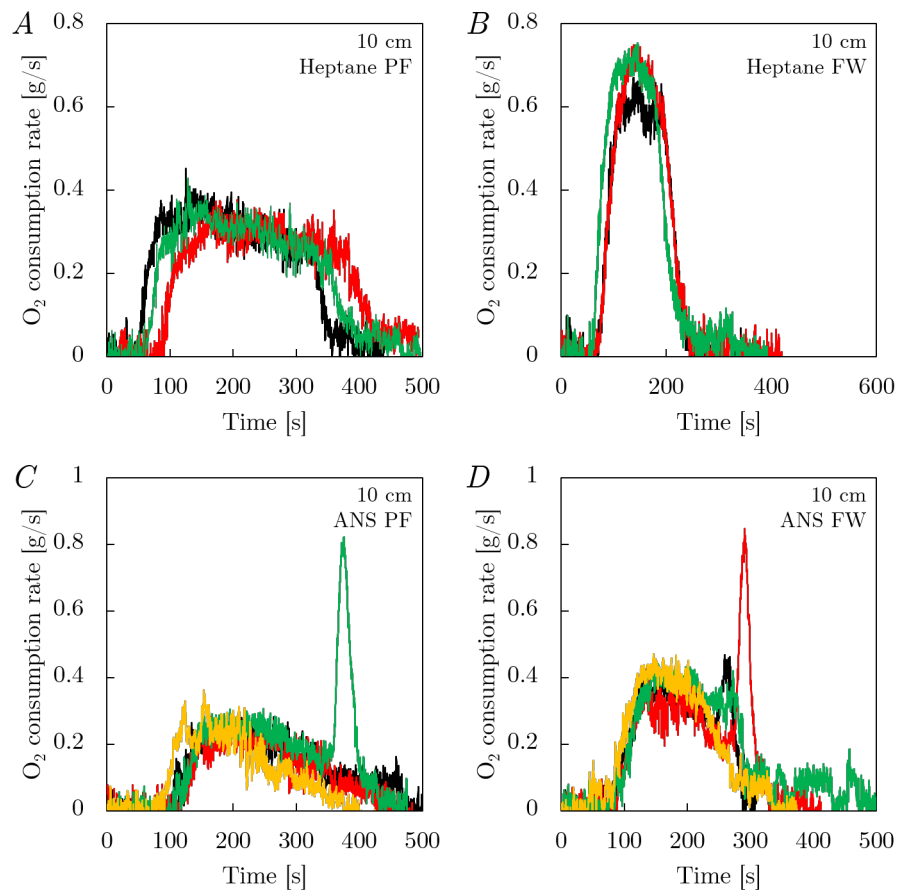 A
O₂ consumption rate [g/s]
0.8
0.6
0.4
0.2
0
10 cm
Heptane PF
0 100 200 300 400 500
Time [s]
B
O₂ consumption rate [g/s]
0.8
0.6
0.4
0.2
0
10 cm
Heptane FW
0 200 400 600
Time [s]
C
O₂ consumption rate [g/s]
1
0.8
0.6
0.4
0.2
0
10 cm
ANS PF
0 100 200 300 400 500
Time [s]
D
O₂ consumption rate [g/s]
1
0.8
0.6
0.4
0.2
0
10 cm
ANS FW
0 100 200 300 400 500
Time [s]